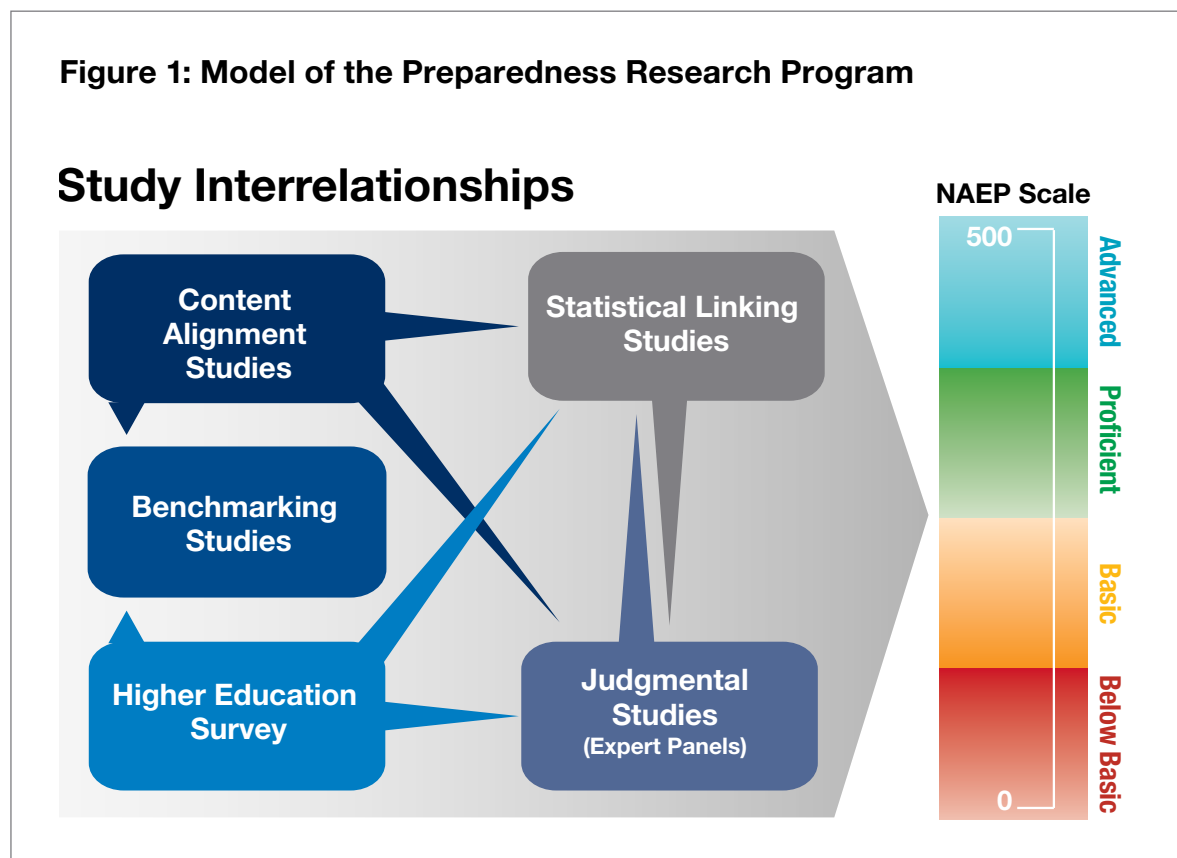 Figure 1: Model of the Preparedness Research Program
Study Interrelationships
Content
Alignment
Studies
Statistical Linking
Studies
Benchmarking
Studies
Higher Education
Survey
Judgmental
Studies
(Expert Panels)
NAEP Scale
500
0
Advanced
Proficient
Basic
Below Basic